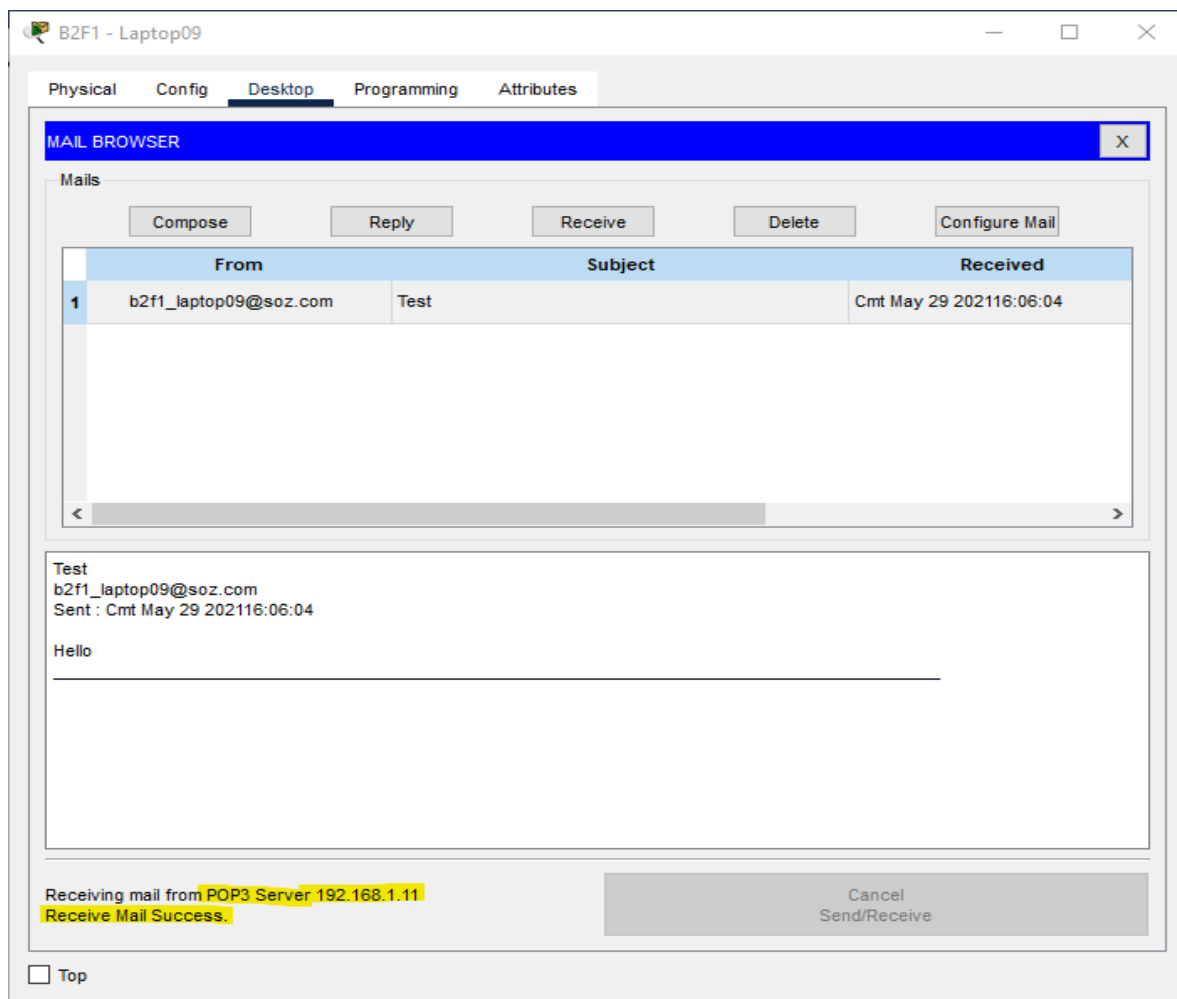 B2F1 - Laptop09
Physical Config Desktop Programming Attributes
MAIL BROWSER X
Mails
Compose Reply Receive Delete Configure Mail
From Subject Received
1 b2f1_laptop09@soz.com Test Cmt May 29 202116:06:04
Test
b2f1_laptop09@soz.com
Sent : Cmt May 29 202116:06:04
Hello
Receiving mail from POP3 Server 192.168.1.11
Receive Mail Success.
Cancel
Send/Receive
Top